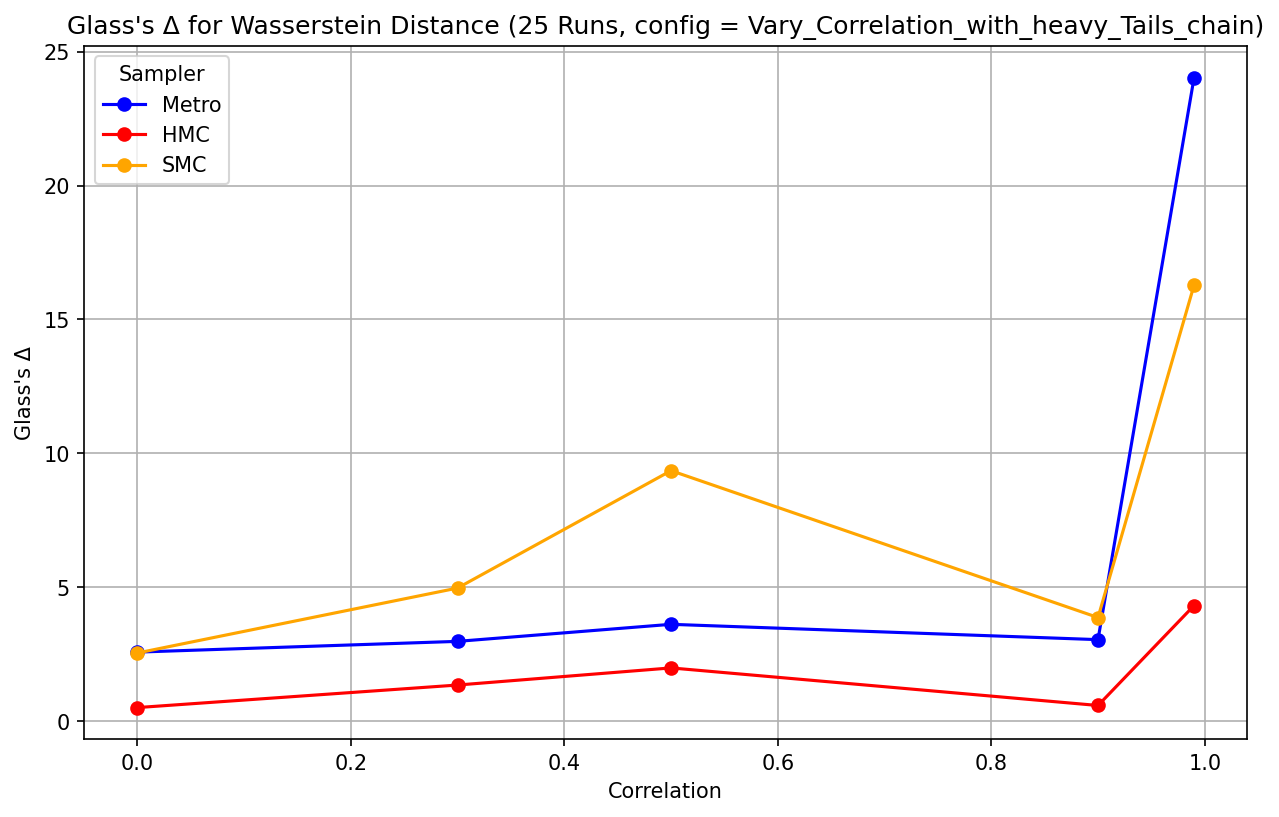 Glass's Δ for Wasserstein Distance (25 Runs, config = Vary_Correlation_with_heavy_Tails_chain)
Sampler
Metro
HMC
SMC
Glass's Δ
25
20
15
10
5
0
0.0 0.2 0.4 0.6 0.8 1.0
Correlation